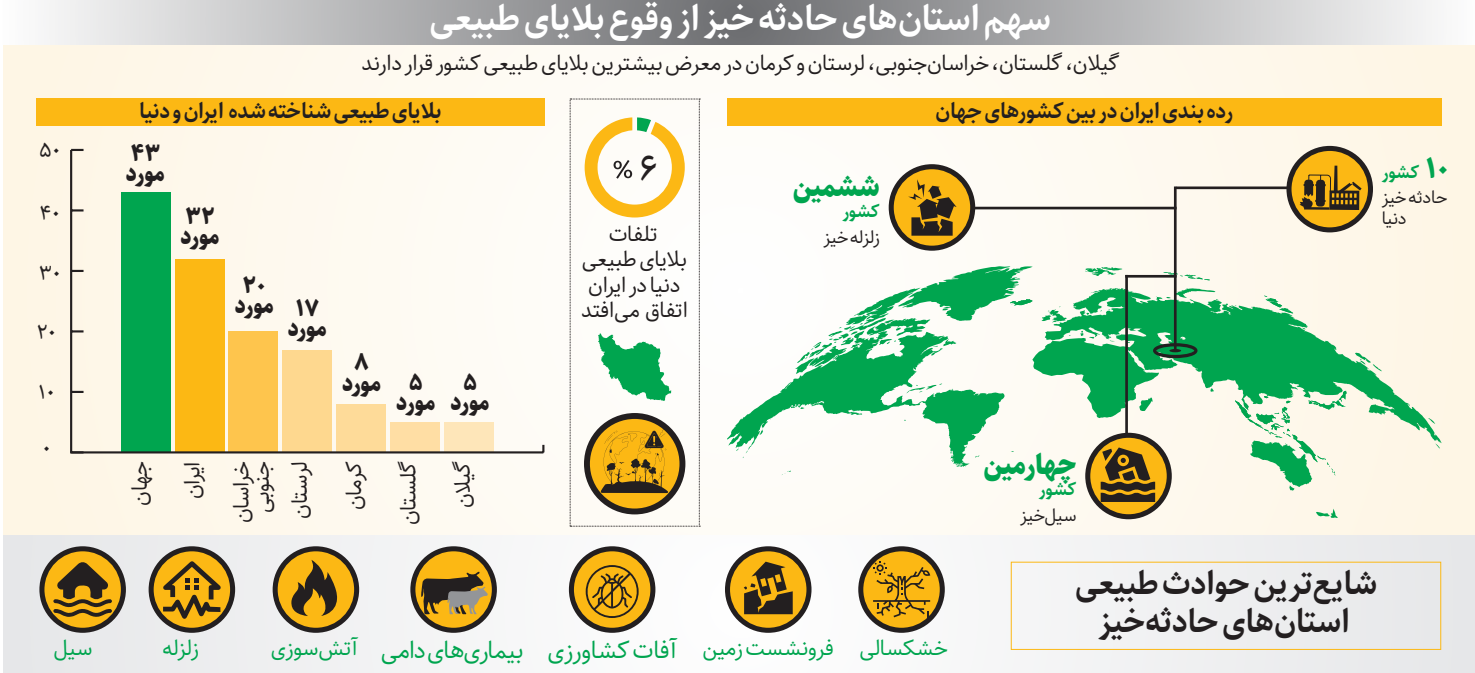 سهم استان‌های حادثه خیز از وقوع بلایای طبیعی
گیلان، گلستان، خراسان‌جنوبی، لرستان و کرمان در معرض بیشترین بلایای طبیعی کشور قرار دارند
رده بندی ایران در بین کشورهای جهان
۱۰ کشور
حادثه خیز
دنیا
ششمین
کشور
زلزله خیز
چهارمین
کشور
سیل‌خیز
۶ %
تلفات
بلایای طبیعی
دنیا در ایران
اتفاق می‌افتد
بلایای طبیعی شناخته شده ایران و دنیا
۵۰
۴۰
۳۰
۲۰
۱۰
۰
۴۳
مورد
۳۲
مورد
۲۰
مورد
۱۷
مورد
۸
مورد
۵
مورد
۵
مورد
جهان
ایران
خراسان
جنوبی
لرستان
کرمان
گلستان
گیلان
شایع‌ترین حوادث طبیعی
استان‌های حادثه‌خیز
خشکسالی
فرونشست زمین
آفات کشاورزی
بیماری‌های دامی
آتش‌سوزی
زلزله
سیل